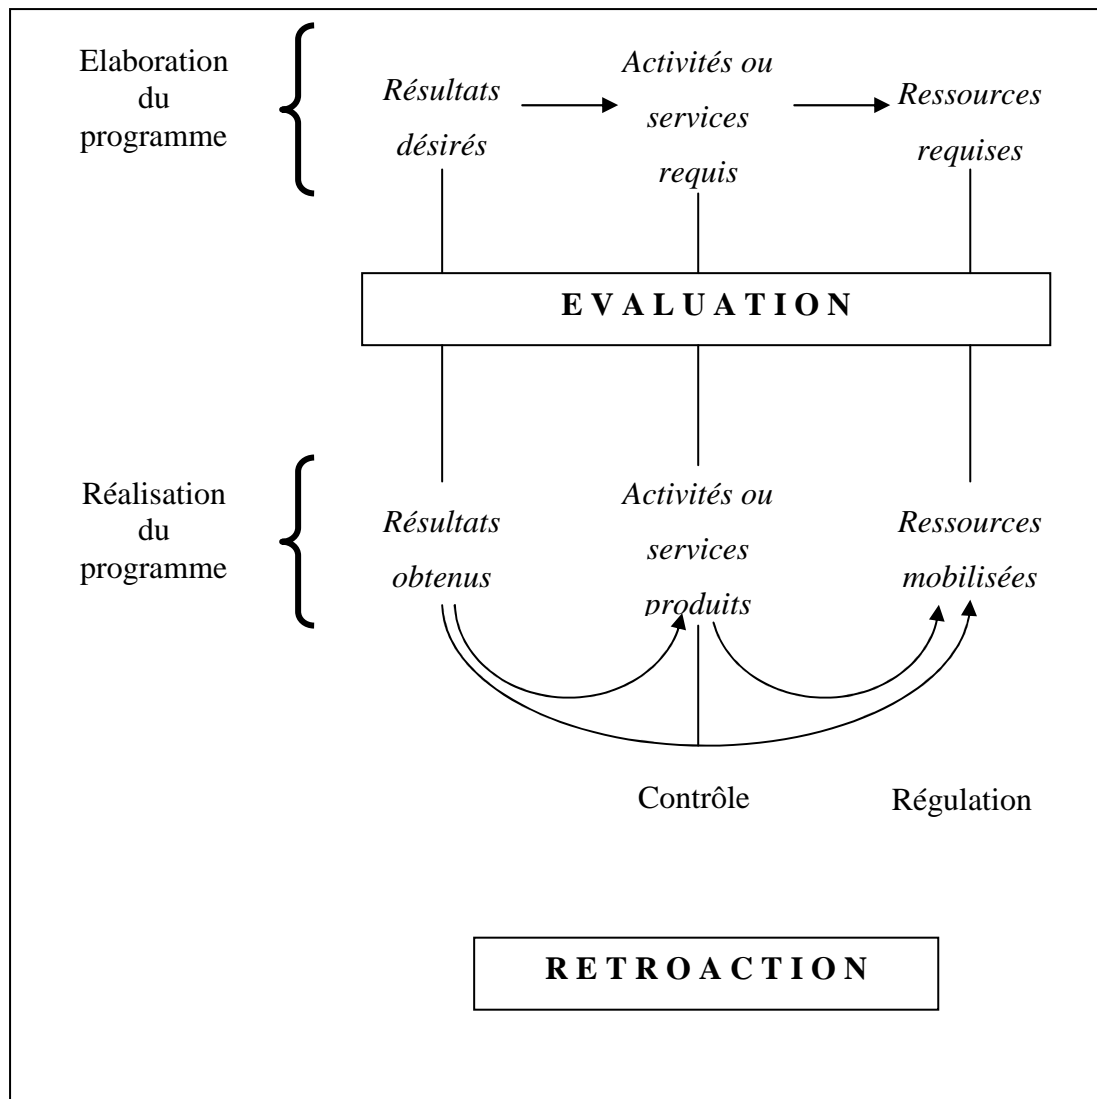 Elaboration
du
programme
Résultats
désirés
Activités ou
services
requis
Ressources
requises
E V A L U A T I O N
Réalisation
du
programme
Résultats
obtenus
Activités ou
services
produits
Ressources
mobilisées
Contrôle
Régulation
R E T R O A C T I O N